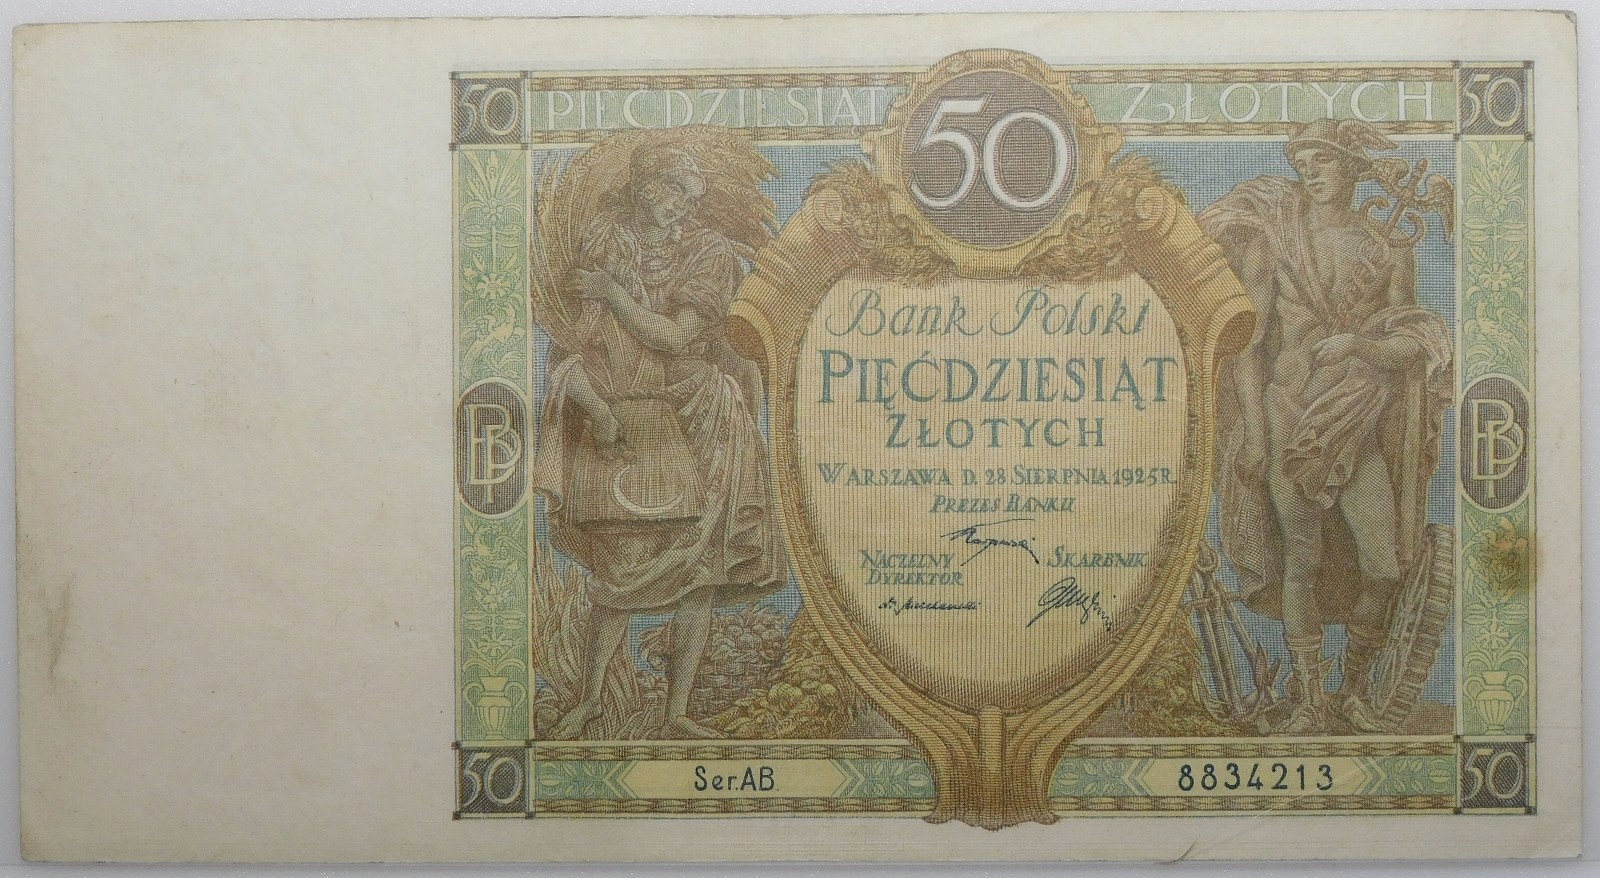 50 PIĘĆDZIESIĄT 50 ZŁOTYCH 50
Bank Polski
PIĘĆDZIESIĄT
ZŁOTYCH
WARSZAWA D. 28 SIERPNIA 1925 R.
PREZES BANKU
NACZELNY
DYREKTOR
SKARBNIK
BP BP
50 Ser.AB. 8834213 50